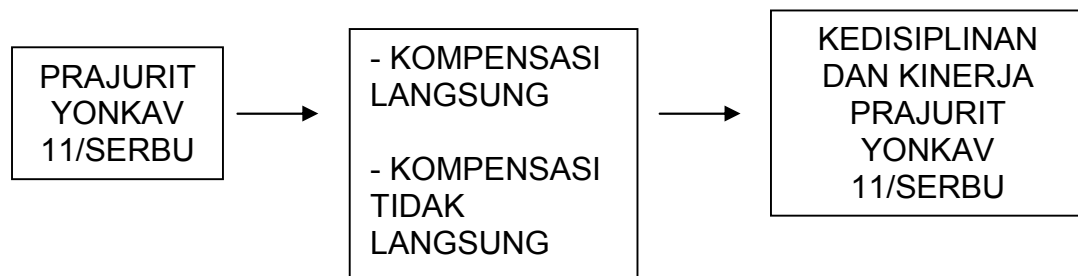 PRAJURIT
YONKAV
11/SERBU
- KOMPENSASI
LANGSUNG
- KOMPENSASI
TIDAK
LANGSUNG
KEDISIPLINAN
DAN KINERJA
PRAJURIT
YONKAV
11/SERBU